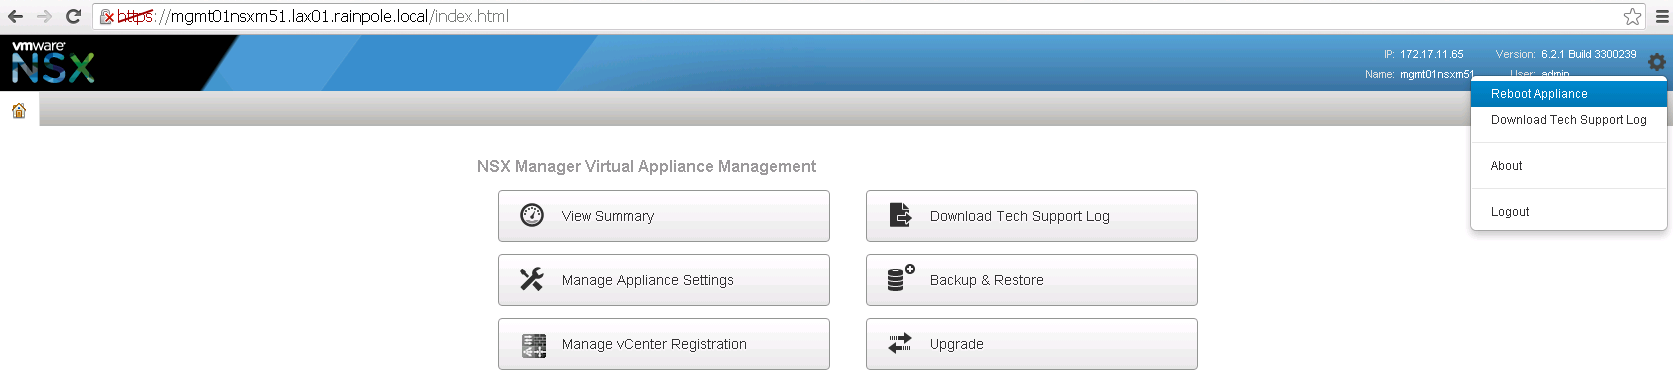 https://mgmt01nsxm51.lax01.rainpole.local/index.html
vmware
NSX
IP: 172.17.11.65 Version: 6.2.1 Build 3300239
Name: mgmt01nsxm51 User: admin
Reboot Appliance
Download Tech Support Log
About
Logout
NSX Manager Virtual Appliance Management
View Summary
Download Tech Support Log
Manage Appliance Settings
Backup & Restore
Manage vCenter Registration
Upgrade